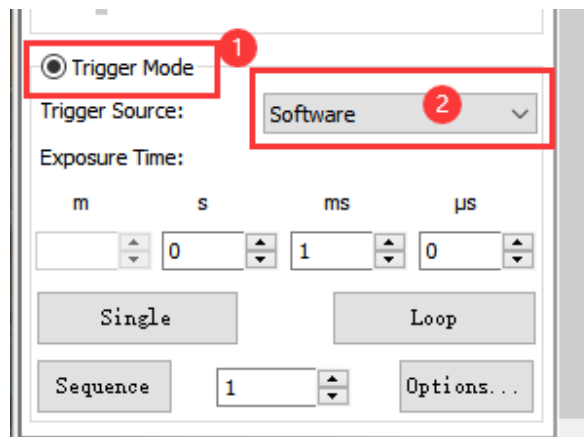 Trigger Mode
1
Trigger Source: Software 2
Exposure Time:
m s ms µs
0 1 0
Single Loop
Sequence 1 Options...